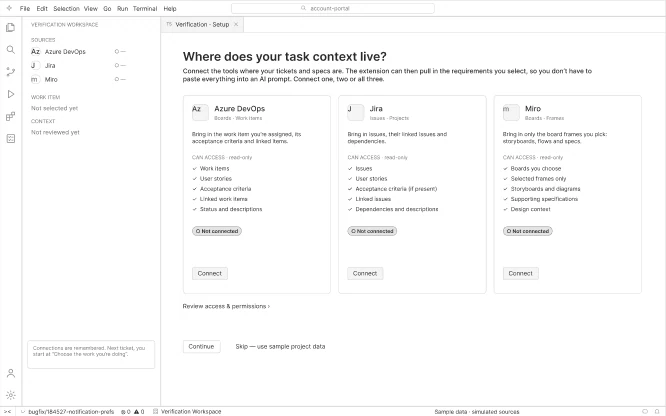 File Edit Selection View Go Run Terminal Help
account-portal
VERIFICATION WORKSPACE
SOURCES
Az Azure DevOps
J Jira
m Miro
WORK ITEM
Not selected yet
CONTEXT
Not reviewed yet
Connections are remembered. Next ticket, you
start at "Choose the work you're doing".
Verification · Setup ×
Where does your task context live?
Connect the tools where your tickets and specs are. The extension can then pull in the requirements you select, so you don't have to
paste everything into an AI prompt. Connect one, two or all three.
Az Azure DevOps
Boards · Work items
Bring in the work item you're assigned, its
acceptance criteria and linked items.
CAN ACCESS · read-only
✓ Work items
✓ User stories
✓ Acceptance criteria
✓ Linked work items
✓ Status and descriptions
Not connected
Connect
J Jira
Issues · Projects
Bring in issues, their linked issues and
dependencies.
CAN ACCESS · read-only
✓ Issues
✓ User stories
✓ Acceptance criteria (if present)
✓ Linked issues
✓ Dependencies and descriptions
Not connected
Connect
m Miro
Boards · Frames
Bring in only the board frames you pick:
storyboards, flows and specs.
CAN ACCESS · read-only
✓ Boards you choose
✓ Selected frames only
✓ Storyboards and diagrams
✓ Supporting specifications
✓ Design context
Not connected
Connect
Review access & permissions ›
Continue
Skip — use sample project data
bugfix/184527-notification-prefs 0 0 Verification Workspace
Sample data · simulated sources